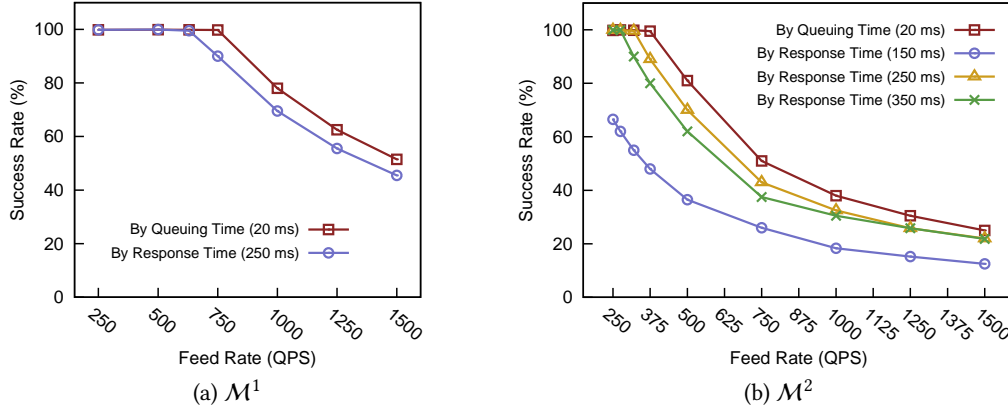 100
80
60
40
20
0
Success Rate (%)
By Queuing Time (20 ms)
By Response Time (250 ms)
250
500
750
1000
1250
1500
Feed Rate (QPS)
(a) ℳ¹
100
80
60
40
20
0
Success Rate (%)
By Queuing Time (20 ms)
By Response Time (150 ms)
By Response Time (250 ms)
By Response Time (350 ms)
250
375
500
625
750
875
1000
1125
1250
1375
1500
Feed Rate (QPS)
(b) ℳ²